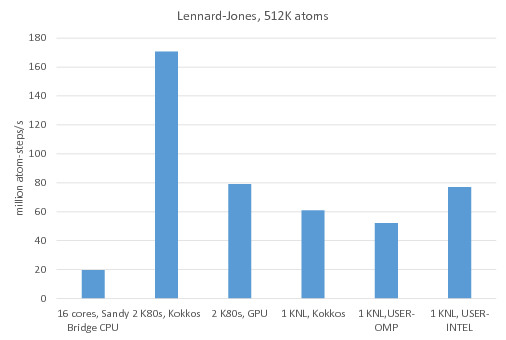 Lennard-Jones, 512K atoms
180
160
140
120
100
80
60
40
20
0
million atom-steps/s
16 cores, Sandy
Bridge CPU
2 K80s, Kokkos
2 K80s, GPU
1 KNL, Kokkos
1 KNL,USER-
OMP
1 KNL, USER-
INTEL